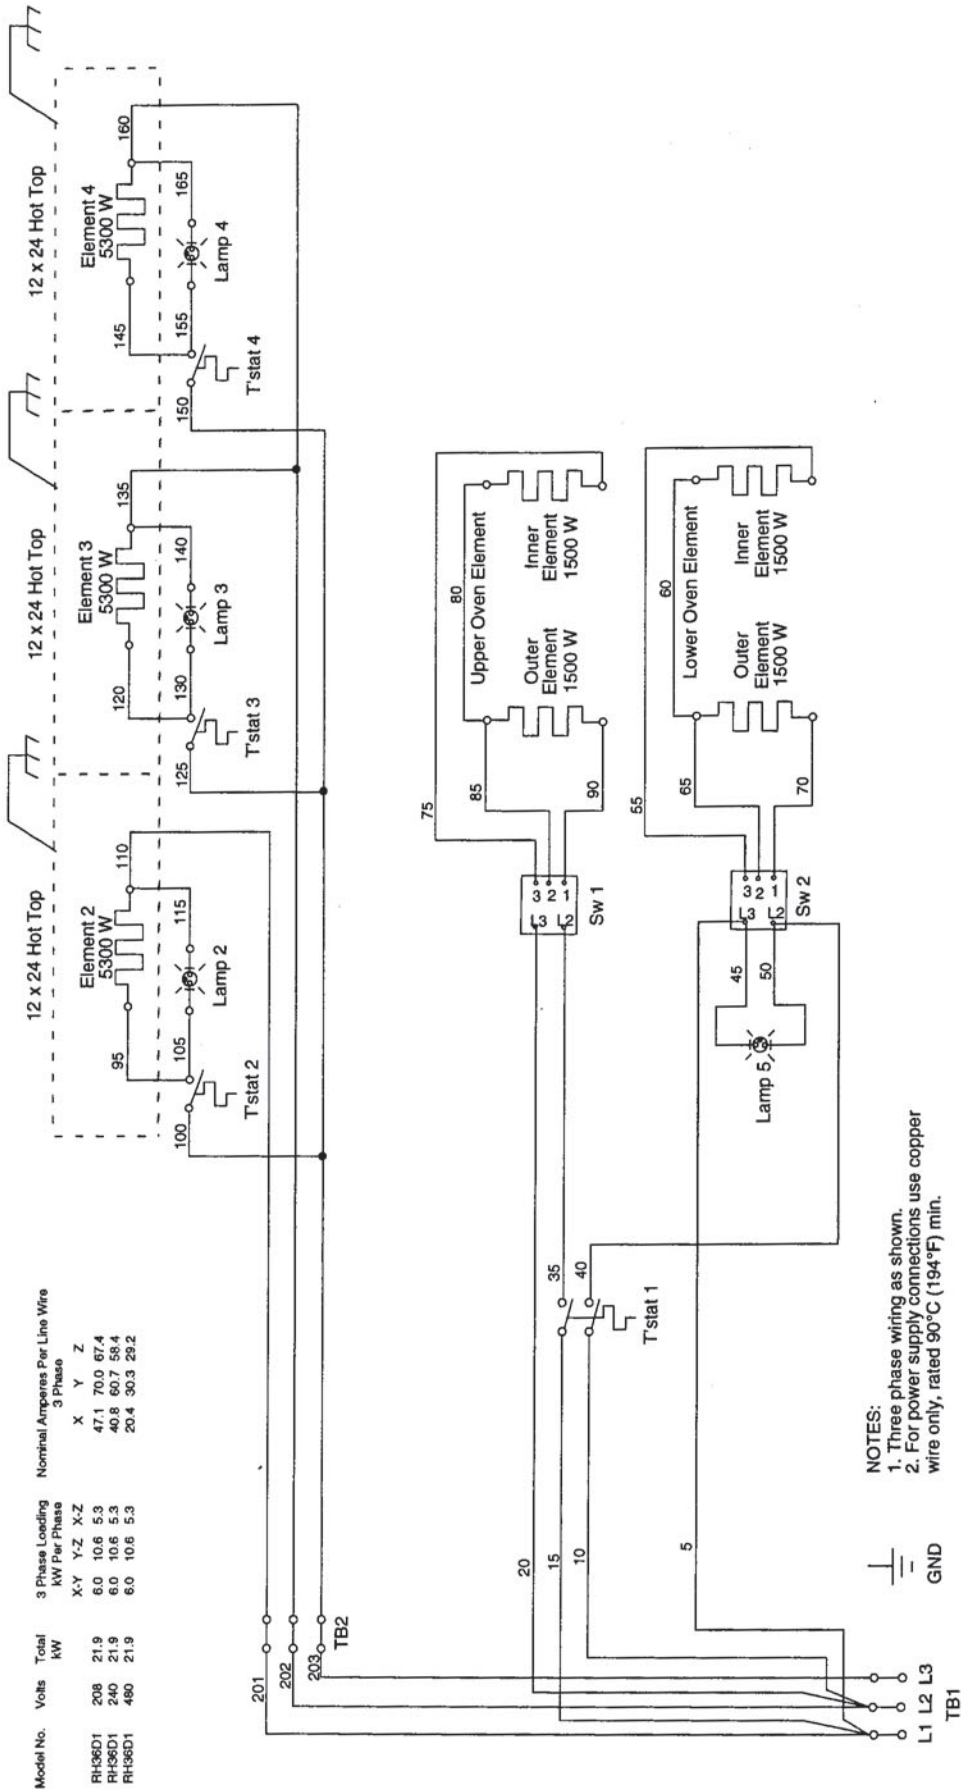 Model No. Volts Total kW 3 Phase Loading kW Per Phase Nominal Amperes Per Line Wire 3 Phase
X-Y Y-Z X-Z X Y Z
RH36D1 208 21.9 6.0 10.6 5.3 47.1 70.0 67.4
RH36D1 240 21.9 6.0 10.6 5.3 40.8 60.7 58.4
RH36D1 480 21.9 6.0 10.6 5.3 20.4 30.3 29.2
12 x 24 Hot Top
Element 2
5300 W
95
110
115
105
Lamp 2
100
T'stat 2
12 x 24 Hot Top
Element 3
5300 W
120
135
140
130
Lamp 3
125
T'stat 3
12 x 24 Hot Top
Element 4
5300 W
145
160
165
155
Lamp 4
150
T'stat 4
201
202
203
TB2
20
15
10
5
35
40
T'stat 1
3 2 1
L3 L2
Sw 1
75
80
85
90
Upper Oven Element
Outer
Element
1500 W
Inner
Element
1500 W
45
50
Lamp 5
3 2 1
L3 L2
Sw 2
55
60
65
70
Lower Oven Element
Outer
Element
1500 W
Inner
Element
1500 W
L1 L2 L3
TB1
GND
NOTES:
1. Three phase wiring as shown.
2. For power supply connections use copper
wire only, rated 90°C (194°F) min.